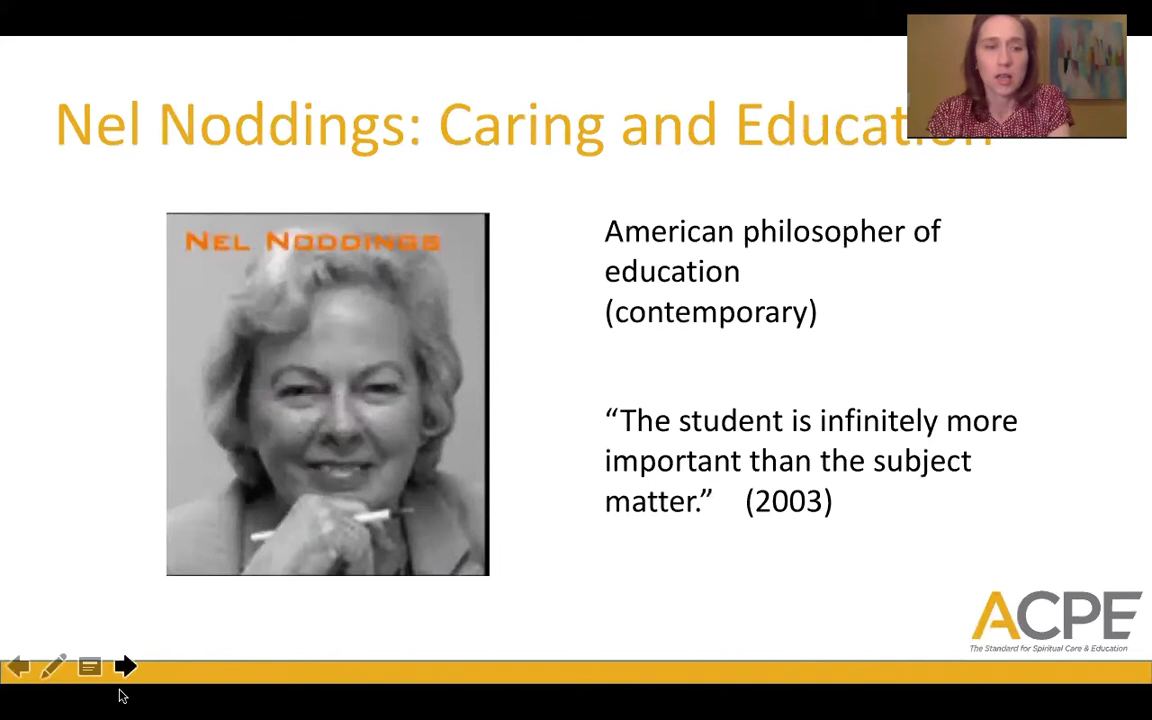 Nel Noddings: Caring and Education
NEL NODDINGS
American philosopher of
education
(contemporary)
“The student is infinitely more
important than the subject
matter.” (2003)
ACPE
The Standard for Spiritual Care & Education